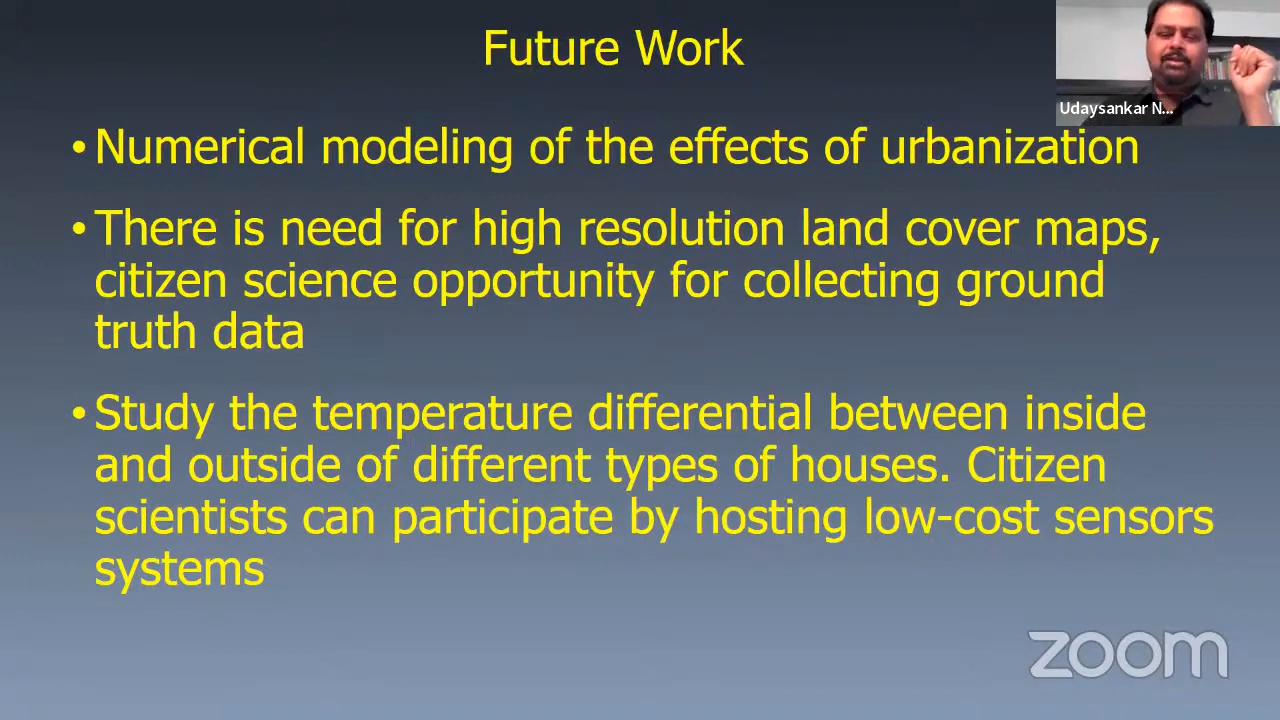 Future Work
Udaysankar N...
• Numerical modeling of the effects of urbanization
• There is need for high resolution land cover maps,
citizen science opportunity for collecting ground
truth data
• Study the temperature differential between inside
and outside of different types of houses. Citizen
scientists can participate by hosting low-cost sensors
systems
zoom